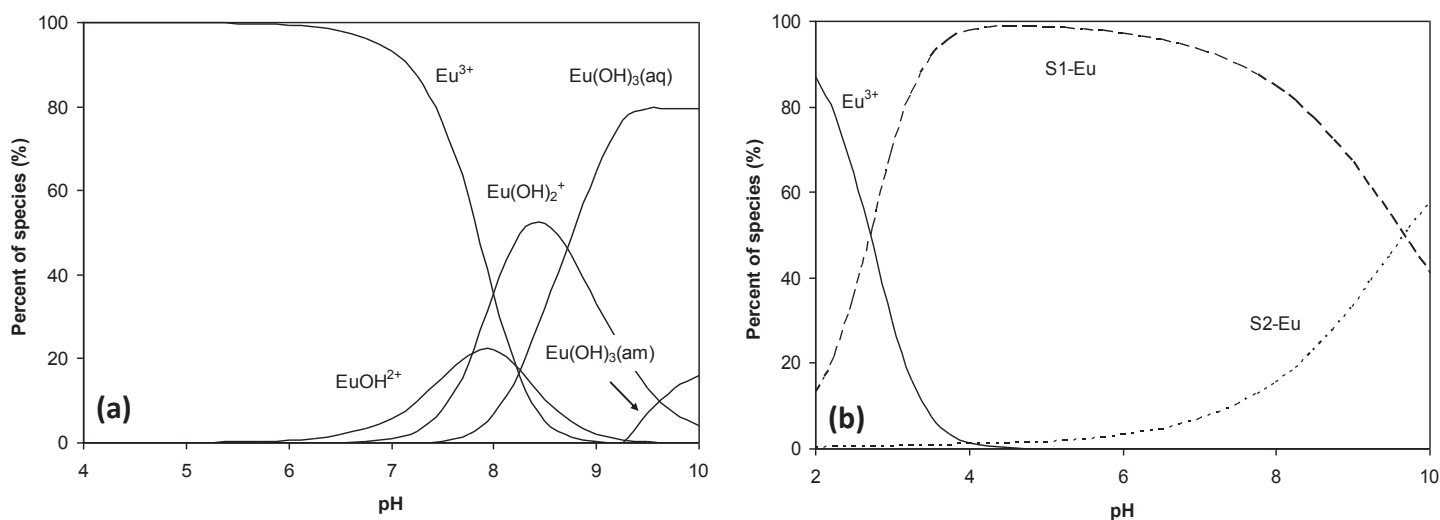 100
80
60
40
20
0
Percent of species (%)
Eu³⁺
Eu(OH)₃(aq)
Eu(OH)₂⁺
Eu(OH)₃(am)
EuOH²⁺
(a)
4 5 6 7 8 9 10
pH
100
80
60
40
20
0
Percent of species (%)
S1-Eu
Eu³⁺
S2-Eu
(b)
2 4 6 8 10
pH